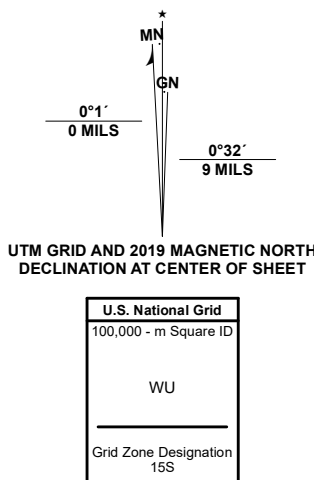 ★
MN
GN
0°1´
0 MILS
0°32´
9 MILS
UTM GRID AND 2019 MAGNETIC NORTH
DECLINATION AT CENTER OF SHEET
U.S. National Grid
100,000 - m Square ID
WU
Grid Zone Designation
15S